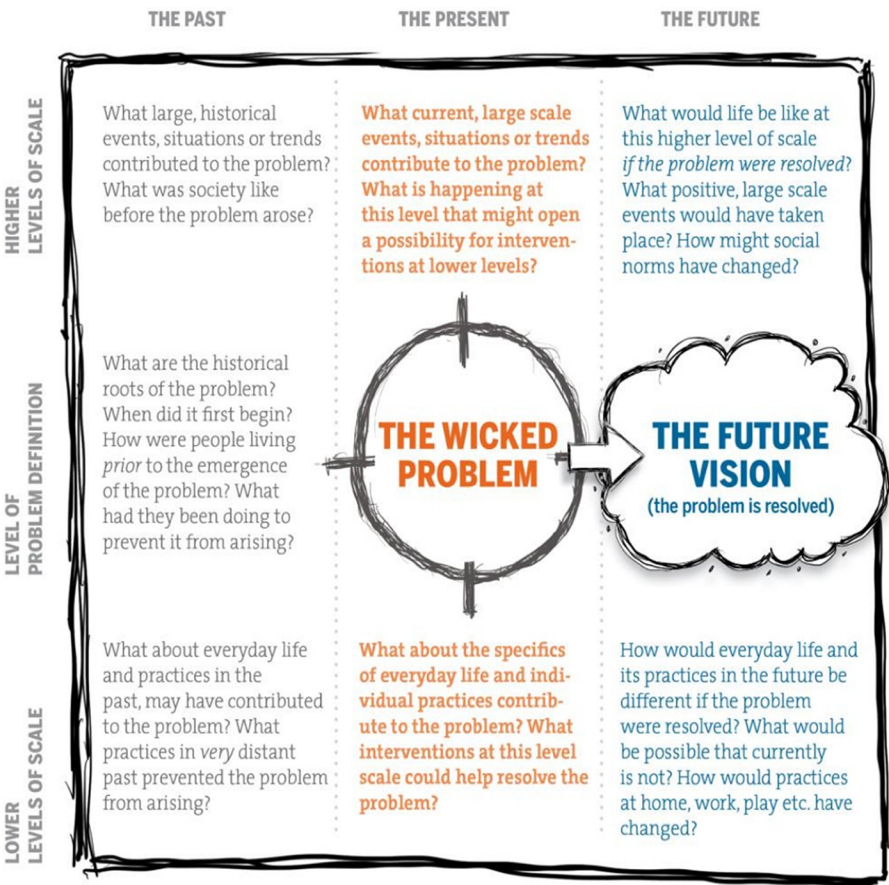 THE PAST
THE PRESENT
THE FUTURE
HIGHER
LEVELS OF SCALE
What large, historical
events, situations or trends
contributed to the problem?
What was society like
before the problem arose?
What current, large scale
events, situations or trends
contribute to the problem?
What is happening at
this level that might open
a possibility for interven-
tions at lower levels?
What would life be like at
this higher level of scale
if the problem were resolved?
What positive, large scale
events would have taken
place? How might social
norms have changed?
LEVEL OF
PROBLEM DEFINITION
What are the historical
roots of the problem?
When did it first begin?
How were people living
prior to the emergence
of the problem? What
had they been doing to
prevent it from arising?
THE WICKED
PROBLEM
THE FUTURE
VISION
(the problem is resolved)
LOWER
LEVELS OF SCALE
What about everyday life
and practices in the
past, may have contributed
to the problem? What
practices in very distant
past prevented the problem
from arising?
What about the specifics
of everyday life and indi-
vidual practices contrib-
ute to the problem? What
interventions at this level
scale could help resolve the
problem?
How would everyday life and
its practices in the future be
different if the problem
were resolved? What would
be possible that currently
is not? How would practices
at home, work, play etc. have
changed?